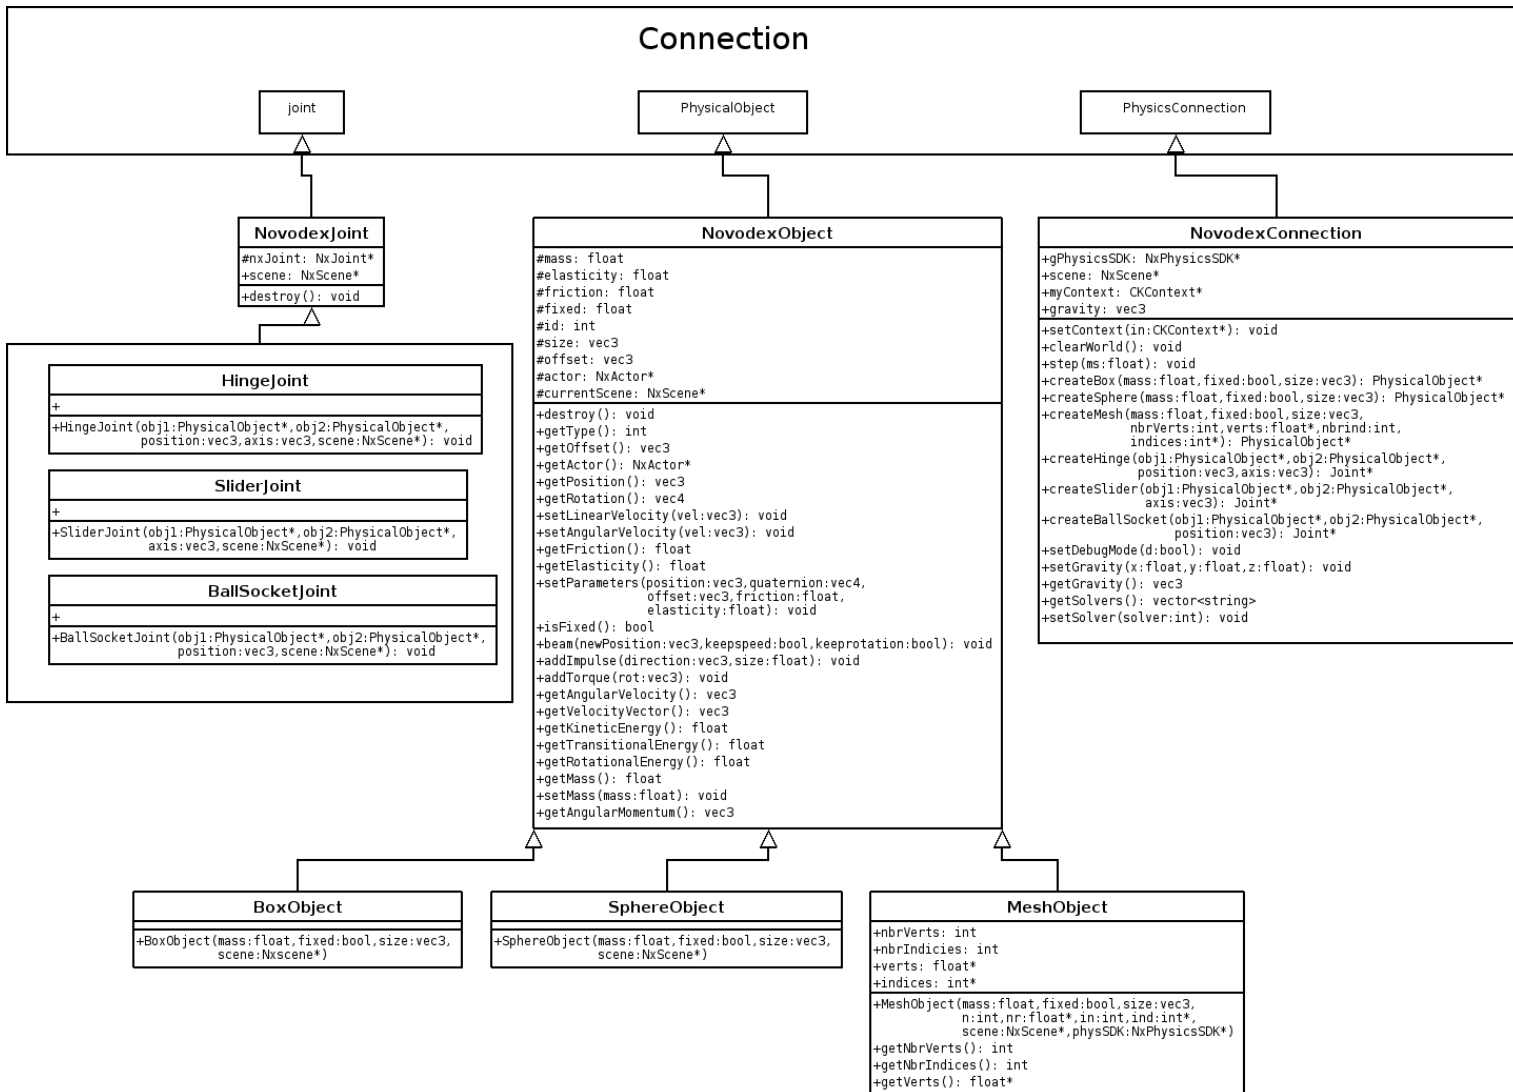 Connection
joint
PhysicalObject
PhysicsConnection
NovodexJoint
#nxJoint: NxJoint*
+scene: NxScene*
+destroy(): void
HingeJoint
+
+HingeJoint(obj1:PhysicalObject*,obj2:PhysicalObject*,
position:vec3,axis:vec3,scene:NxScene*): void
SliderJoint
+
+SliderJoint(obj1:PhysicalObject*,obj2:PhysicalObject*,
axis:vec3,scene:NxScene*): void
BallSocketJoint
+
+BallSocketJoint(obj1:PhysicalObject*,obj2:PhysicalObject*,
position:vec3,scene:NxScene*): void
NovodexObject
#mass: float
#elasticity: float
#friction: float
#fixed: float
#id: int
#size: vec3
#offset: vec3
#actor: NxActor*
#currentScene: NxScene*
+destroy(): void
+getType(): int
+getOffset(): vec3
+getActor(): NxActor*
+getPosition(): vec3
+getRotation(): vec4
+setLinearVelocity(vel:vec3): void
+setAngularVelocity(vel:vec3): void
+getFriction(): float
+getElasticity(): float
+setParameters(position:vec3,quaternion:vec4,
offset:vec3,friction:float,
elasticity:float): void
+isFixed(): bool
+beam(newPosition:vec3,keepspeed:bool,keeprotation:bool): void
+addImpulse(direction:vec3,size:float): void
+addTorque(rot:vec3): void
+getAngularVelocity(): vec3
+getVelocityVector(): vec3
+getKineticEnergy(): float
+getTransitionalEnergy(): float
+getRotationalEnergy(): float
+getMass(): float
+setMass(mass:float): void
+getAngularMomentum(): vec3
NovodexConnection
+gPhysicsSDK: NxPhysicsSDK*
+scene: NxScene*
+myContext: CKContext*
+gravity: vec3
+setContext(in:CKContext*): void
+clearWorld(): void
+step(ms:float): void
+createBox(mass:float,fixed:bool,size:vec3): PhysicalObject*
+createSphere(mass:float,fixed:bool,size:vec3): PhysicalObject*
+createMesh(mass:float,fixed:bool,size:vec3,
nbrVerts:int,verts:float*,nbrind:int,
indices:int*): PhysicalObject*
+createHinge(obj1:PhysicalObject*,obj2:PhysicalObject*,
position:vec3,axis:vec3): Joint*
+createSlider(obj1:PhysicalObject*,obj2:PhysicalObject*,
axis:vec3): Joint*
+createBallSocket(obj1:PhysicalObject*,obj2:PhysicalObject*,
position:vec3): Joint*
+setDebugMode(d:bool): void
+setGravity(x:float,y:float,z:float): void
+getGravity(): vec3
+getSolvers(): vector<string>
+setSolver(solver:int): void
BoxObject
+BoxObject(mass:float,fixed:bool,size:vec3,
scene:Nxscene*)
SphereObject
+SphereObject(mass:float,fixed:bool,size:vec3,
scene:NxScene*)
MeshObject
+nbrVerts: int
+nbrIndicies: int
+verts: float*
+indices: int*
+MeshObject(mass:float,fixed:bool,size:vec3,
n:int,nr:float*,in:int,ind:int*,
scene:NxScene*,physSDK:NxPhysicsSDK*)
+getNbrVerts(): int
+getNbrIndices(): int
+getVerts(): float*